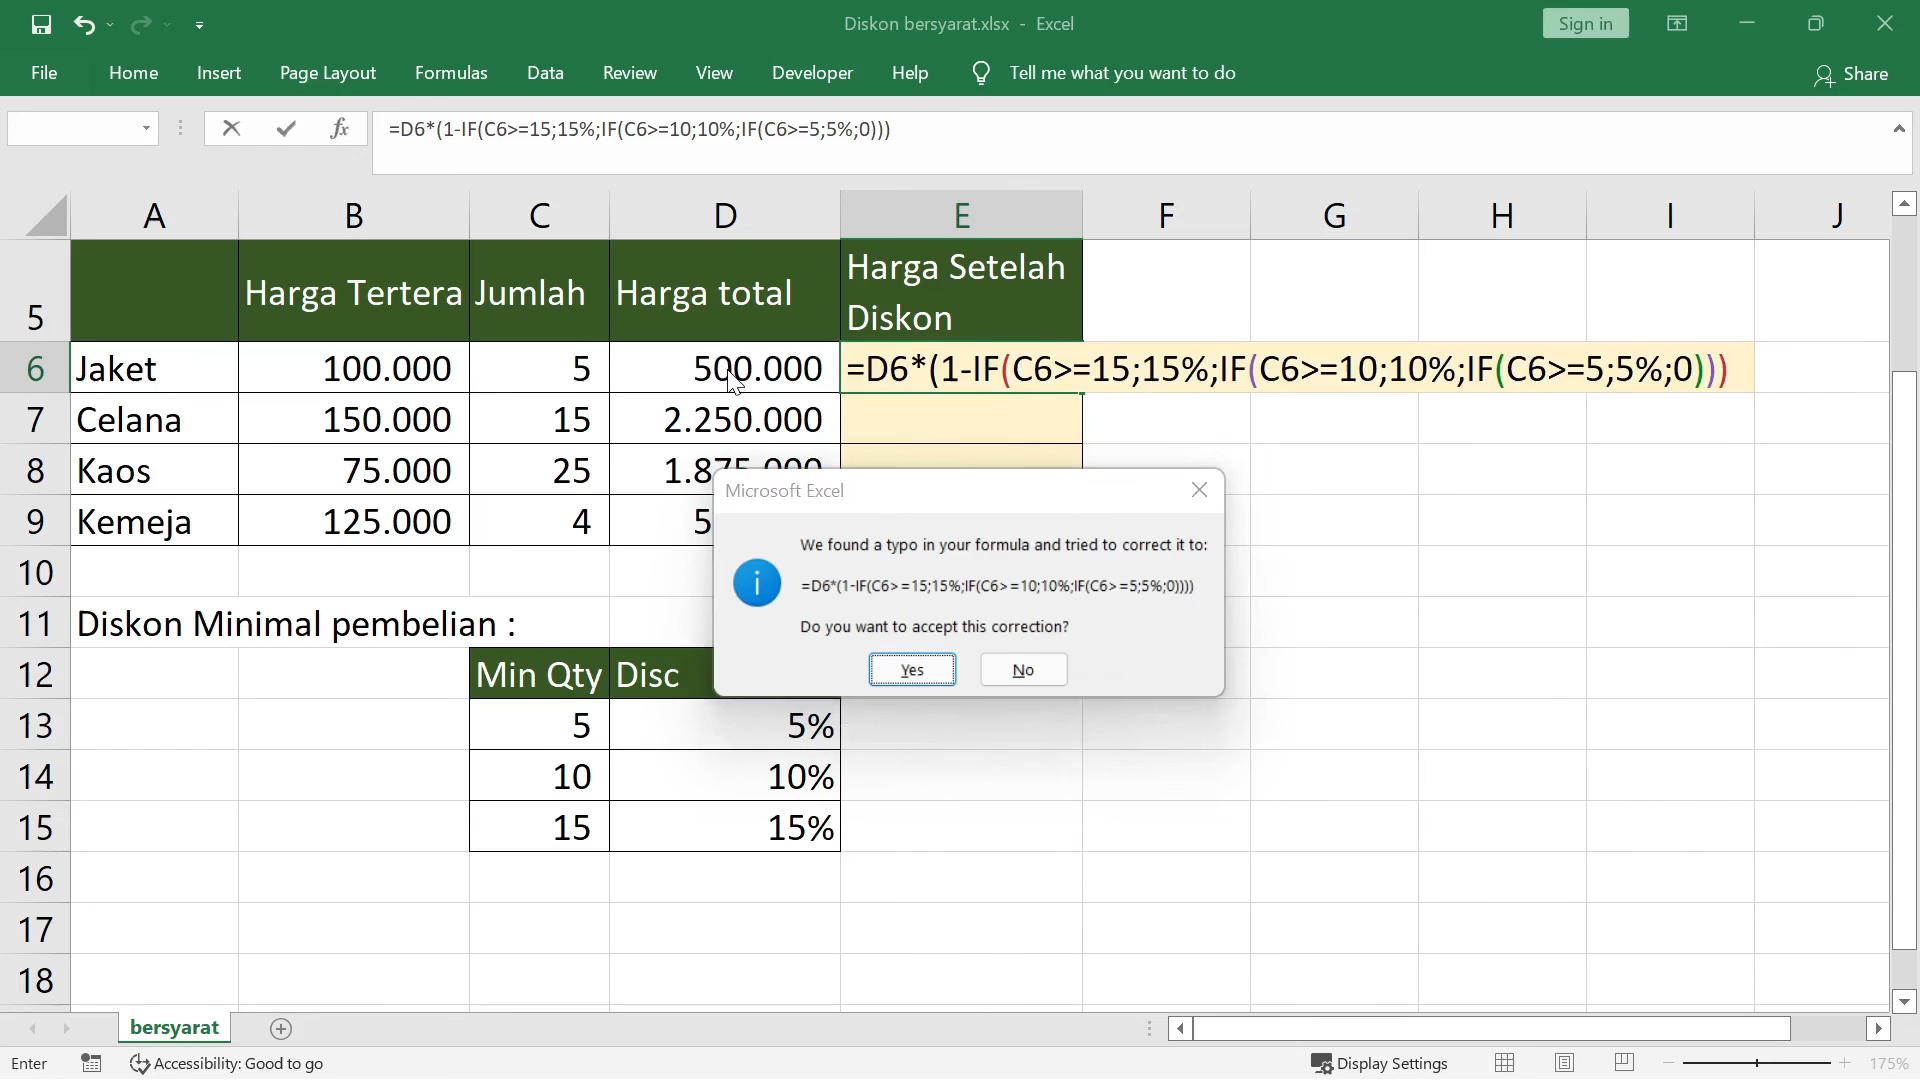 Diskon bersyarat.xlsx - Excel
Sign in
File Home Insert Page Layout Formulas Data Review View Developer Help Tell me what you want to do Share
fx =D6*(1-IF(C6>=15;15%;IF(C6>=10;10%;IF(C6>=5;5%;0)))
A B C D E F G H I J
5 Harga Tertera Jumlah Harga total Harga Setelah
Diskon
6 Jaket 100.000 5 500.000 =D6*(1-IF(C6>=15;15%;IF(C6>=10;10%;IF(C6>=5;5%;0)))
7 Celana 150.000 15 2.250.000
8 Kaos 75.000 25 1.875.000
9 Kemeja 125.000 4 5
Microsoft Excel
We found a typo in your formula and tried to correct it to:
=D6*(1-IF(C6>=15;15%;IF(C6>=10;10%;IF(C6>=5;5%;0))))
Do you want to accept this correction?
Yes No
10
11 Diskon Minimal pembelian :
12 Min Qty Disc
13 5 5%
14 10 10%
15 15 15%
16
17
18
bersyarat
Enter Accessibility: Good to go Display Settings 175%